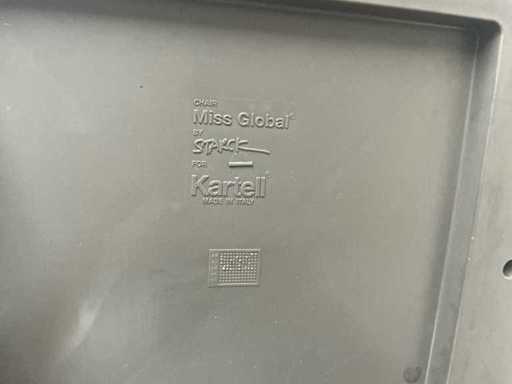 CHAIR
Miss Global®
BY
STARCK
FOR
Kartell®
MADE IN ITALY